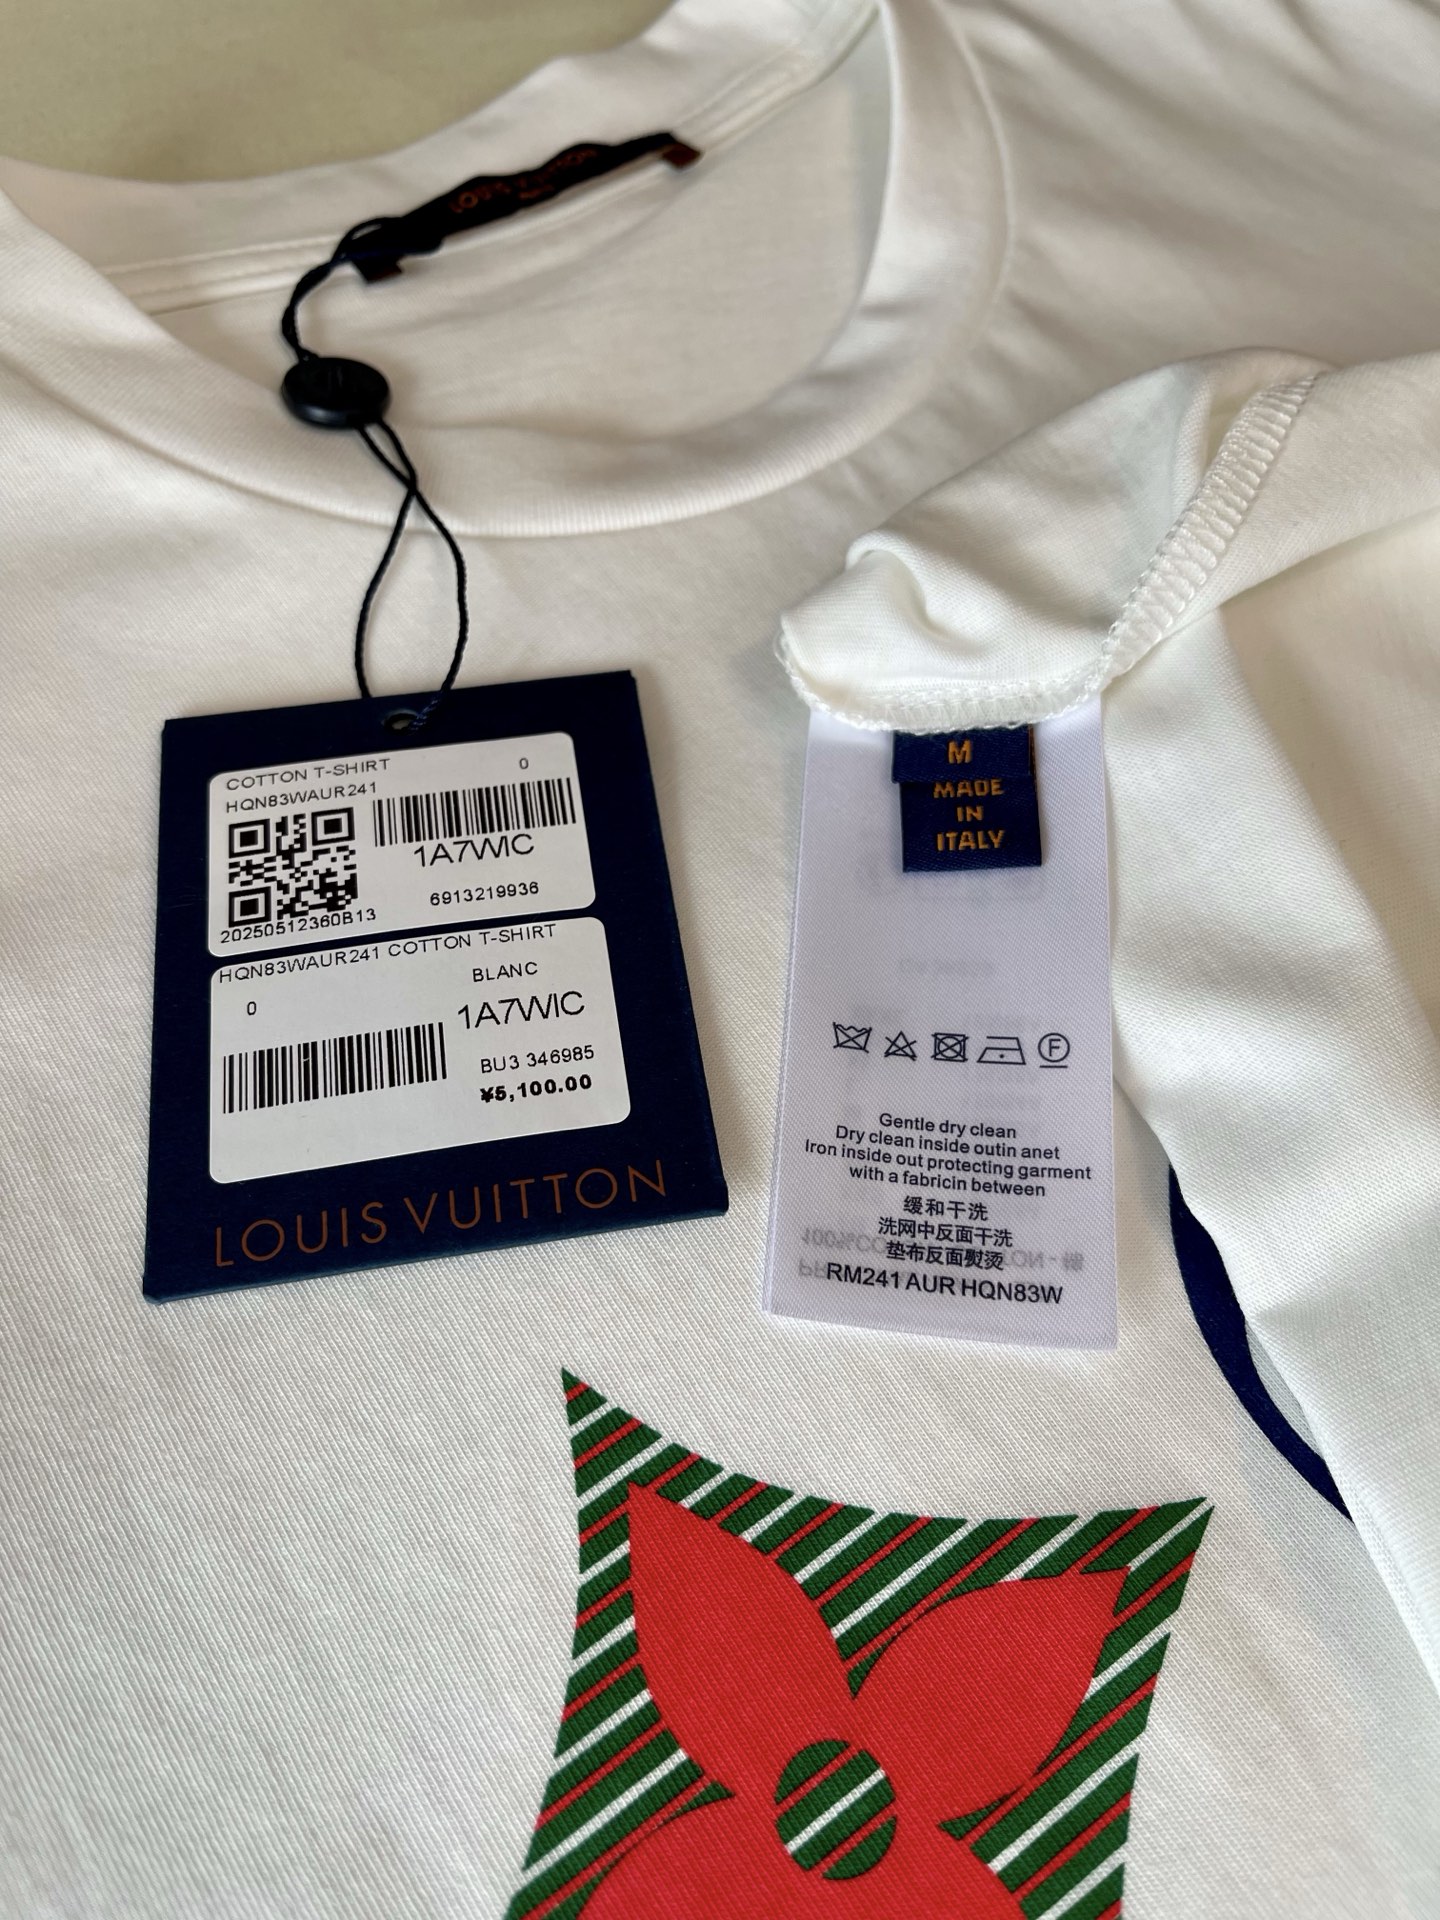 LOUIS VUITTON
COTTON T-SHIRT
0
HQN83WAUR241
1A7WIC
6913219936
20250512360B13
HQN83WAUR241 COTTON T-SHIRT
BLANC
0
1A7WIC
BU3 346985
¥5,100.00
LOUIS VUITTON
M
MADE
IN
ITALY
Gentle dry clean
Dry clean inside outin anet
Iron inside out protecting garment
with a fabricin between
缓和干洗
洗网中反面干洗
垫布反面熨烫
RM241 AUR HQN83W